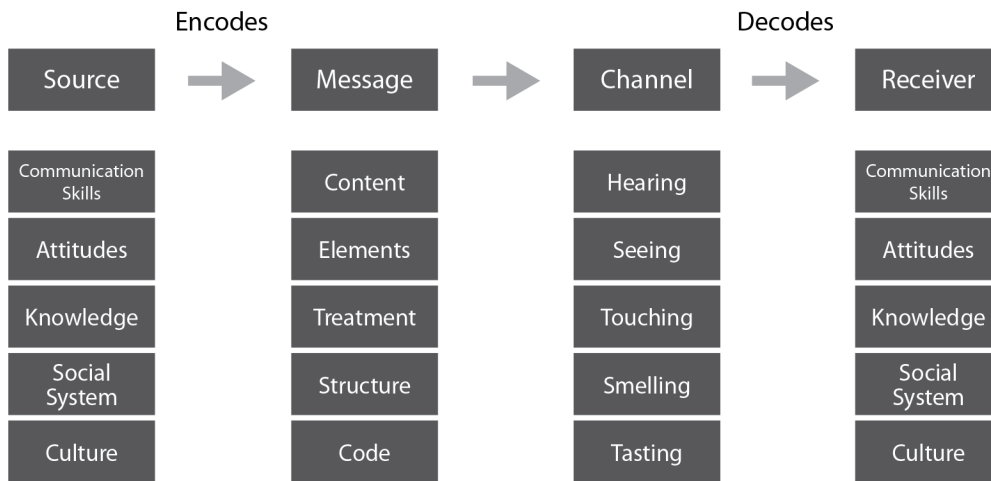 Encodes Decodes
Source Message Channel Receiver
Communication
Skills
Content
Hearing
Communication
Skills
Attitudes Elements Seeing Attitudes
Knowledge Treatment Touching Knowledge
Social
System
Structure
Smelling
Social
System
Culture Code Tasting Culture